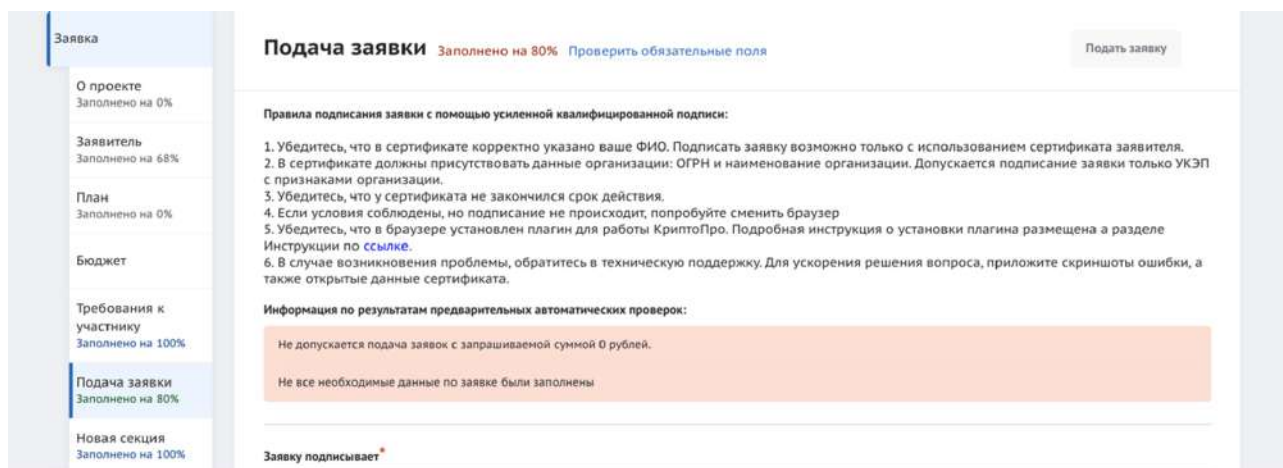 Заявка
О проекте
Заполнено на 0%
Заявитель
Заполнено на 68%
План
Заполнено на 0%
Бюджет
Требования к
участнику
Заполнено на 100%
Подача заявки
Заполнено на 80%
Новая секция
Заполнено на 100%
Подача заявки Заполнено на 80% Проверить обязательные поля
Подать заявку
Правила подписания заявки с помощью усиленной квалифицированной подписи:
1. Убедитесь, что в сертификате корректно указано ваше ФИО. Подписать заявку возможно только с использованием сертификата заявителя.
2. В сертификате должны присутствовать данные организации: ОГРН и наименование организации. Допускается подписание заявки только УКЭП
с признаками организации.
3. Убедитесь, что у сертификата не закончился срок действия.
4. Если условия соблюдены, но подписание не происходит, попробуйте сменить браузер
5. Убедитесь, что в браузере установлен плагин для работы КриптоПро. Подробная инструкция о установки плагина размещена а разделе
Инструкции по ссылке.
6. В случае возникновения проблемы, обратитесь в техническую поддержку. Для ускорения решения вопроса, приложите скриншоты ошибки, а
также открытые данные сертификата.
Информация по результатам предварительных автоматических проверок:
Не допускается подача заявок с запрашиваемой суммой 0 рублей.
Не все необходимые данные по заявке были заполнены
Заявку подписывает*